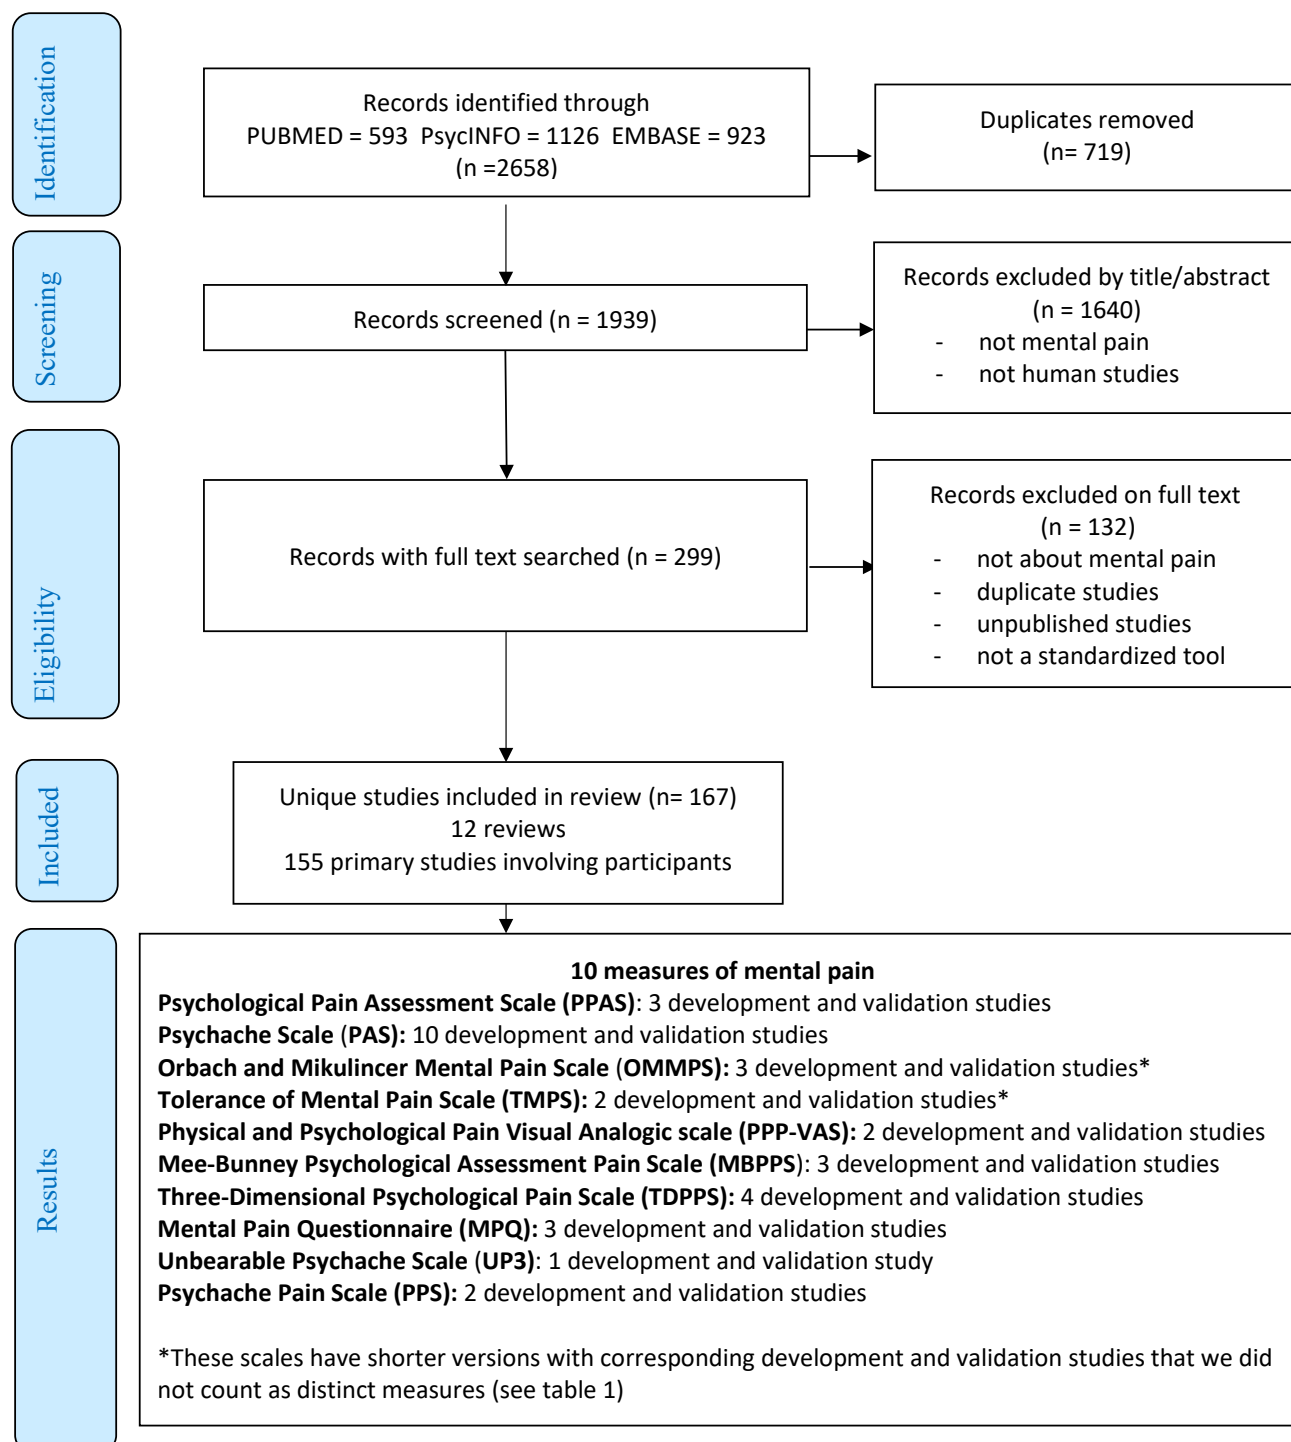 Identification
Records identified through
PUBMED = 593 PsycINFO = 1126 EMBASE = 923
(n =2658)
Duplicates removed
(n= 719)
Screening
Records screened (n = 1939)
Records excluded by title/abstract
(n = 1640)
- not mental pain
- not human studies
Eligibility
Records with full text searched (n = 299)
Records excluded on full text
(n = 132)
- not about mental pain
- duplicate studies
- unpublished studies
- not a standardized tool
Included
Unique studies included in review (n= 167)
12 reviews
155 primary studies involving participants
Results
10 measures of mental pain
Psychological Pain Assessment Scale (PPAS): 3 development and validation studies
Psychache Scale (PAS): 10 development and validation studies
Orbach and Mikulincer Mental Pain Scale (OMMPS): 3 development and validation studies*
Tolerance of Mental Pain Scale (TMPS): 2 development and validation studies*
Physical and Psychological Pain Visual Analogic scale (PPP-VAS): 2 development and validation studies
Mee-Bunney Psychological Assessment Pain Scale (MBPPS): 3 development and validation studies
Three-Dimensional Psychological Pain Scale (TDPPS): 4 development and validation studies
Mental Pain Questionnaire (MPQ): 3 development and validation studies
Unbearable Psychache Scale (UP3): 1 development and validation study
Psychache Pain Scale (PPS): 2 development and validation studies
*These scales have shorter versions with corresponding development and validation studies that we did
not count as distinct measures (see table 1)